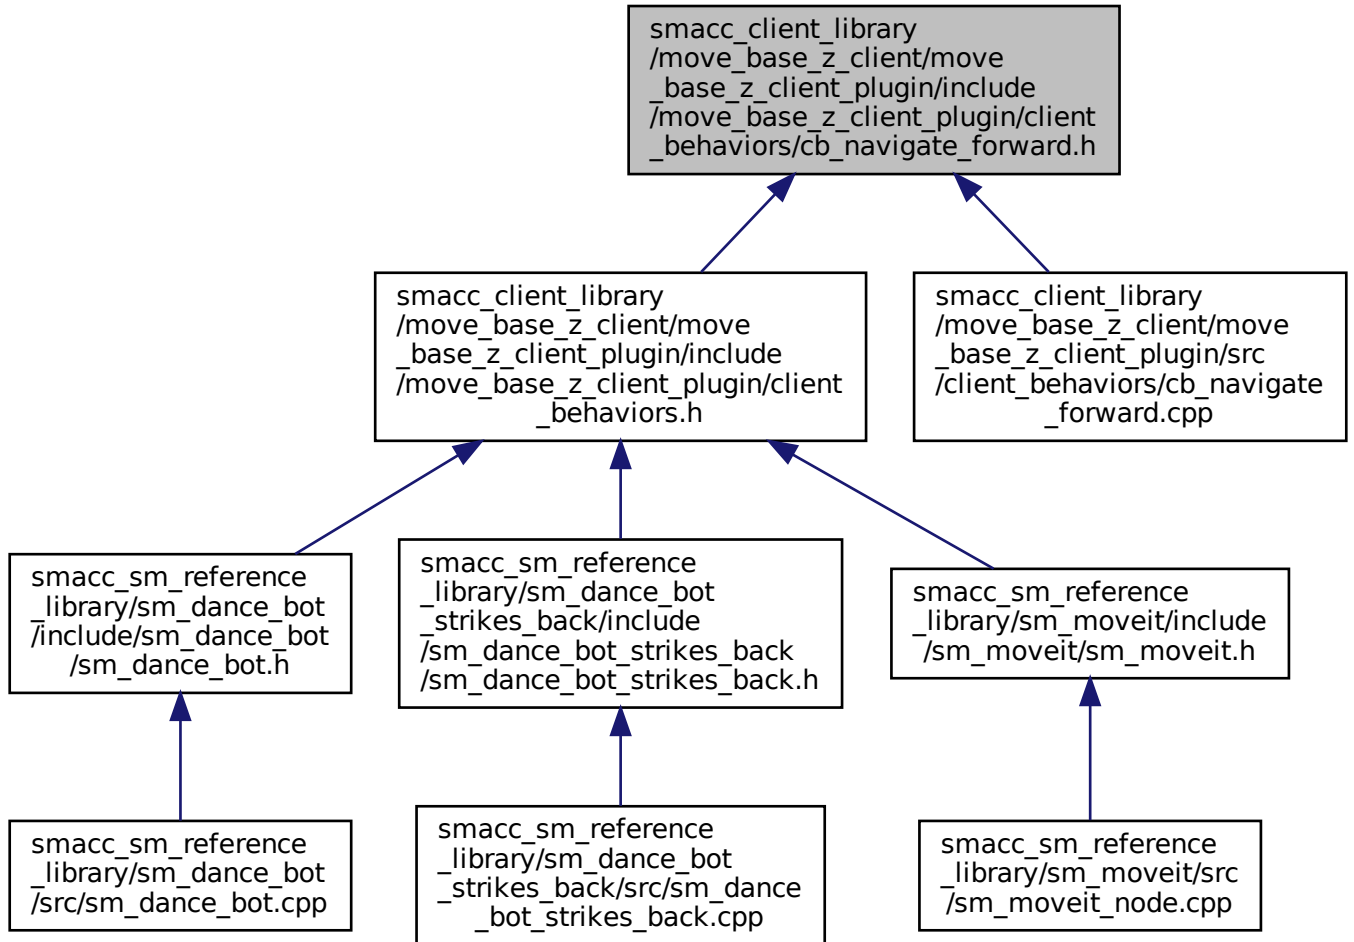 smacc_client_library
/move_base_z_client/move
_base_z_client_plugin/include
/move_base_z_client_plugin/client
_behaviors/cb_navigate_forward.h
smacc_client_library
/move_base_z_client/move
_base_z_client_plugin/include
/move_base_z_client_plugin/client
_behaviors.h
smacc_client_library
/move_base_z_client/move
_base_z_client_plugin/src
/client_behaviors/cb_navigate
_forward.cpp
smacc_sm_reference
_library/sm_dance_bot
/include/sm_dance_bot
/sm_dance_bot.h
smacc_sm_reference
_library/sm_dance_bot
_strikes_back/include
/sm_dance_bot_strikes_back
/sm_dance_bot_strikes_back.h
smacc_sm_reference
_library/sm_moveit/include
/sm_moveit/sm_moveit.h
smacc_sm_reference
_library/sm_dance_bot
/src/sm_dance_bot.cpp
smacc_sm_reference
_library/sm_dance_bot
_strikes_back/src/sm_dance
_bot_strikes_back.cpp
smacc_sm_reference
_library/sm_moveit/src
/sm_moveit_node.cpp